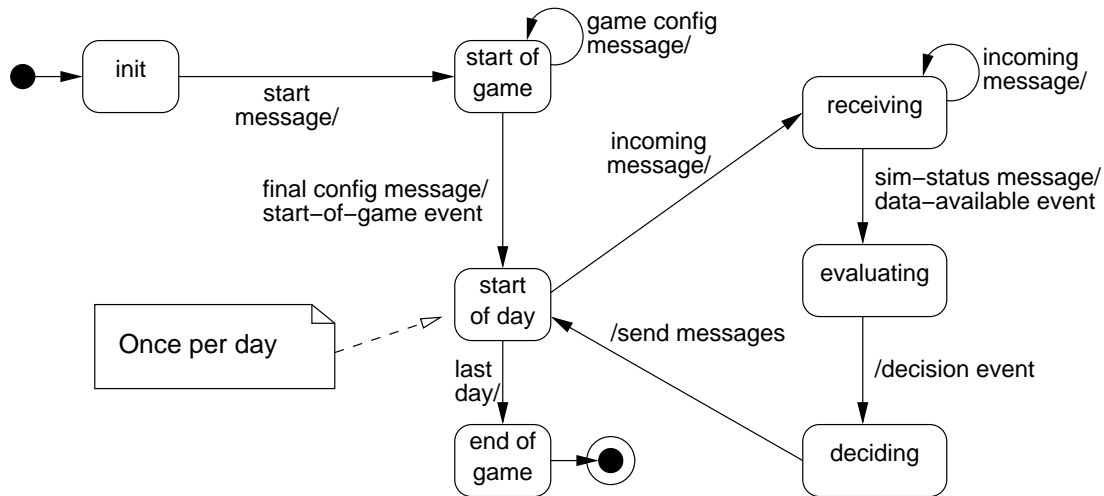 game config
message/
init
start of
game
incoming
message/
receiving
start
message/
incoming
message/
final config message/
start−of−game event
sim−status message/
data−available event
evaluating
start
of day
Once per day
/send messages
last
day/
/decision event
end of
game
deciding